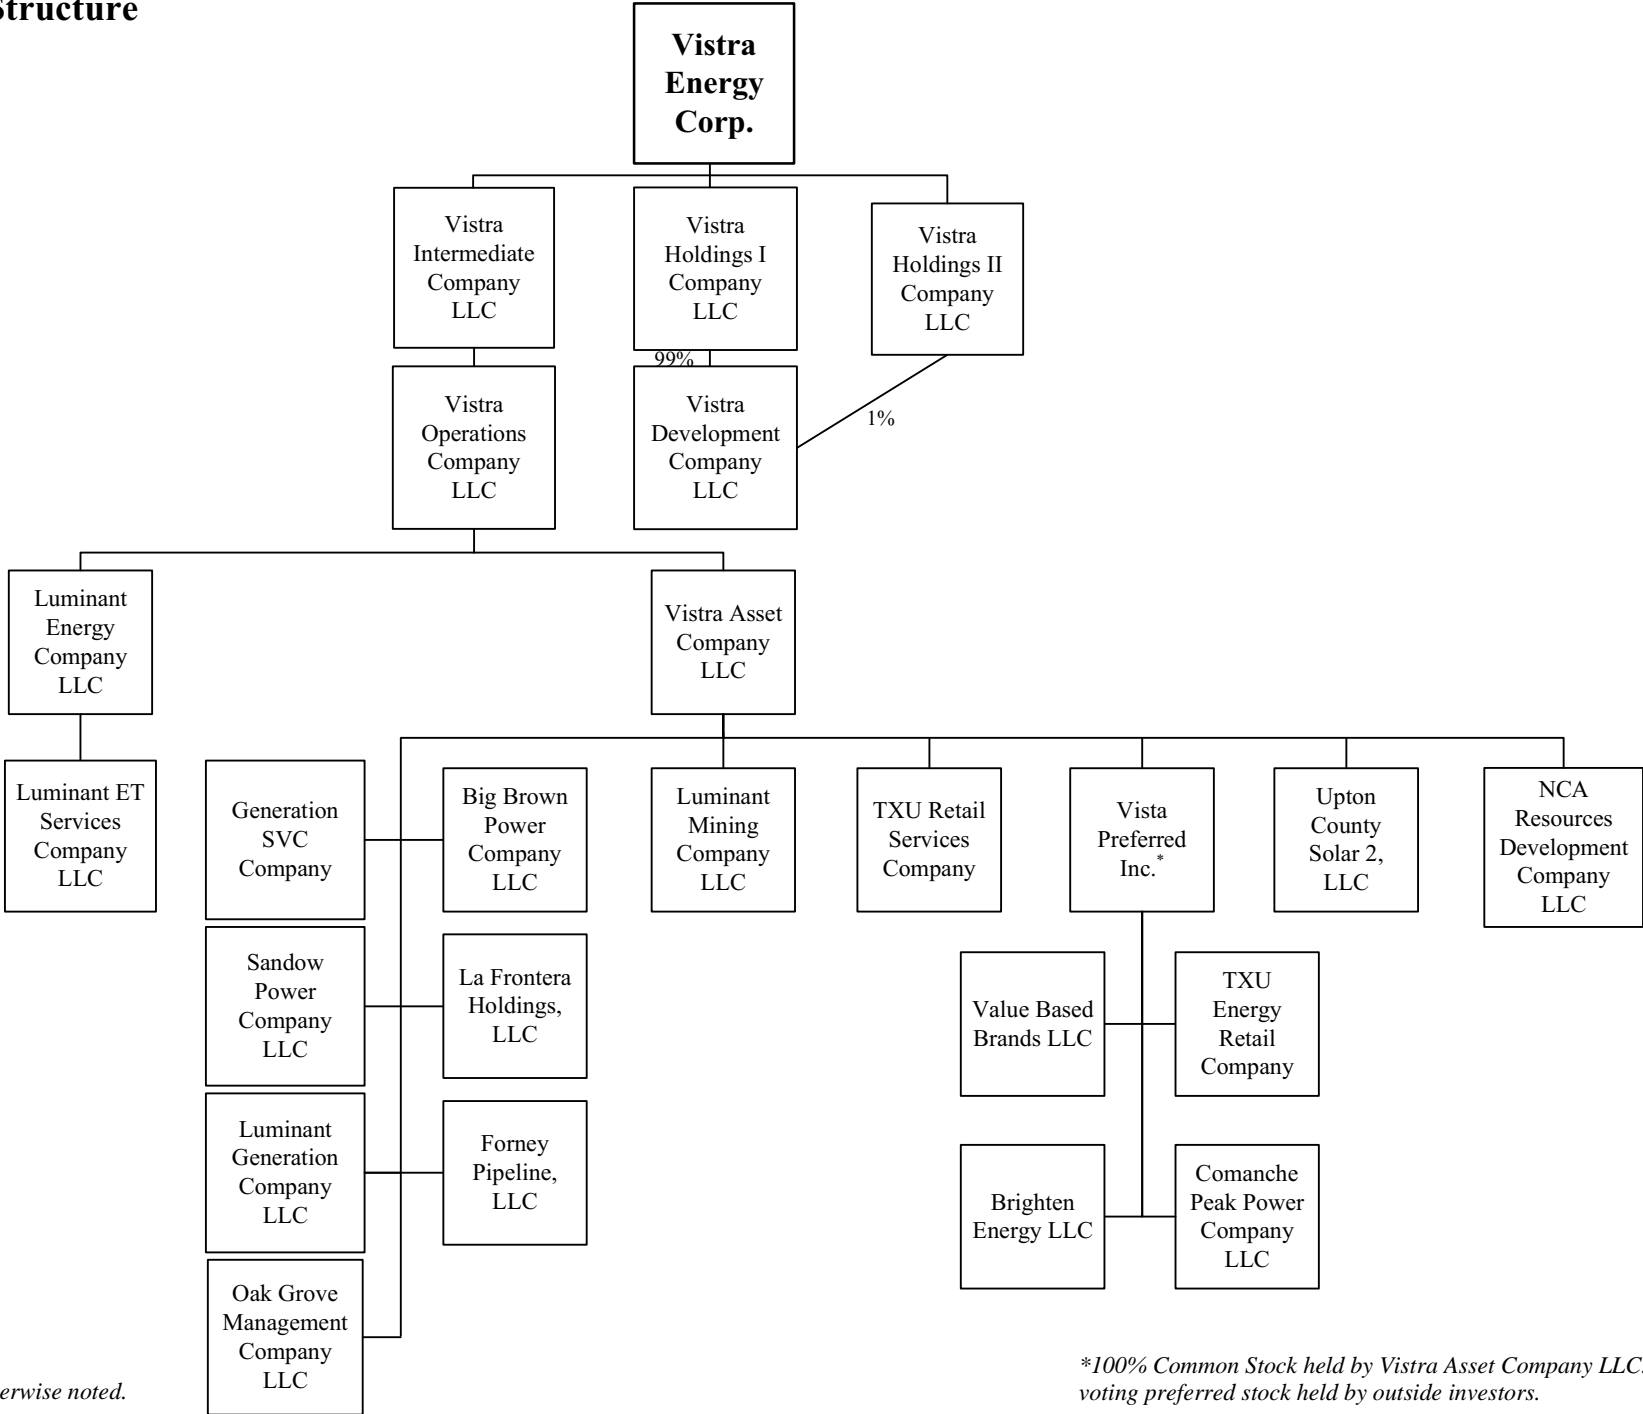 Structure
Vistra
Energy
Corp.
Vistra
Intermediate
Company
LLC
Vistra
Holdings I
Company
LLC
Vistra
Holdings II
Company
LLC
99%
1%
Vistra
Operations
Company
LLC
Vistra
Development
Company
LLC
Luminant
Energy
Company
LLC
Vistra Asset
Company
LLC
Luminant ET
Services
Company
LLC
Generation
SVC
Company
Big Brown
Power
Company
LLC
Luminant
Mining
Company
LLC
TXU Retail
Services
Company
Vista
Preferred
Inc.*
Upton
County
Solar 2,
LLC
NCA
Resources
Development
Company
LLC
Sandow
Power
Company
LLC
La Frontera
Holdings,
LLC
Value Based
Brands LLC
TXU
Energy
Retail
Company
Luminant
Generation
Company
LLC
Forney
Pipeline,
LLC
Brighten
Energy LLC
Comanche
Peak Power
Company
LLC
Oak Grove
Management
Company
LLC
erwise noted.
*100% Common Stock held by Vistra Asset Company LLC.
voting preferred stock held by outside investors.